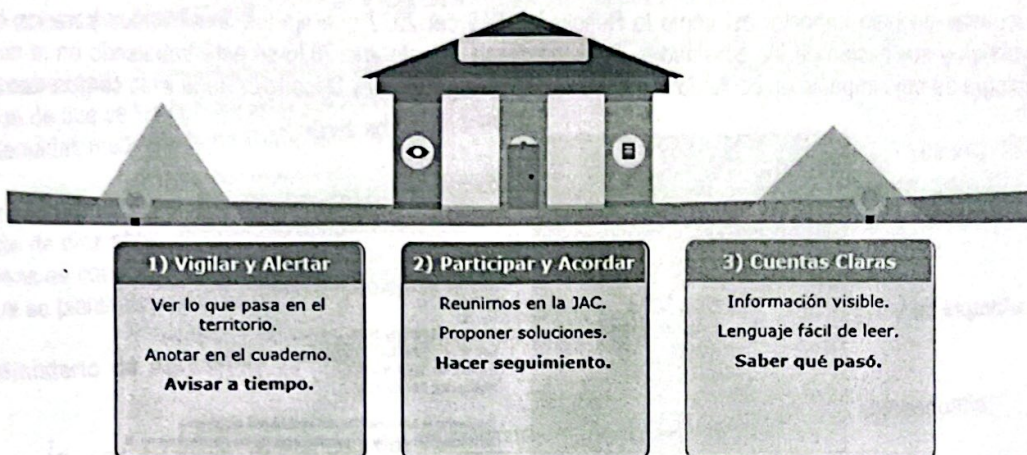 1) Vigilar y Alertar
Ver lo que pasa en el
territorio.
Anotar en el cuaderno.
Avisar a tiempo.
2) Participar y Acordar
Reunirnos en la JAC.
Proponer soluciones.
Hacer seguimiento.
3) Cuentas Claras
Información visible.
Lenguaje fácil de leer.
Saber qué pasó.